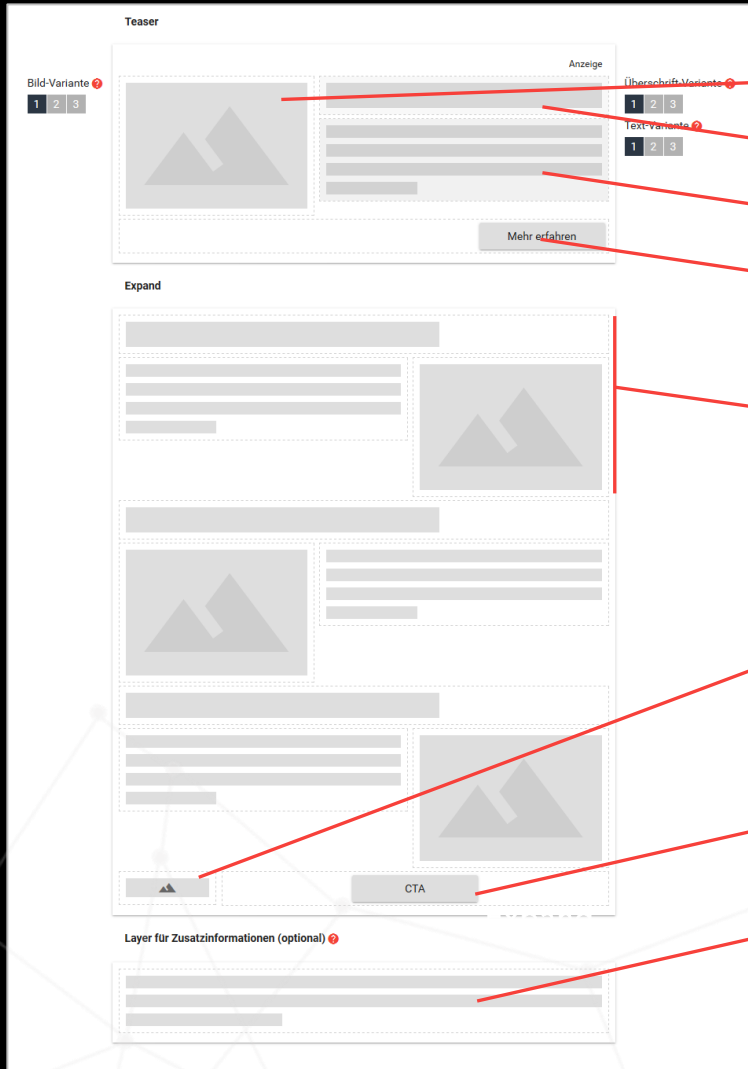 Teaser
Anzeige
Bild-Variante ?
1 2 3
Überschrift-Variante ?
1 2 3
Text-Variante ?
1 2 3
Mehr erfahren
Expand
CTA
Layer für Zusatzinformationen (optional) ?